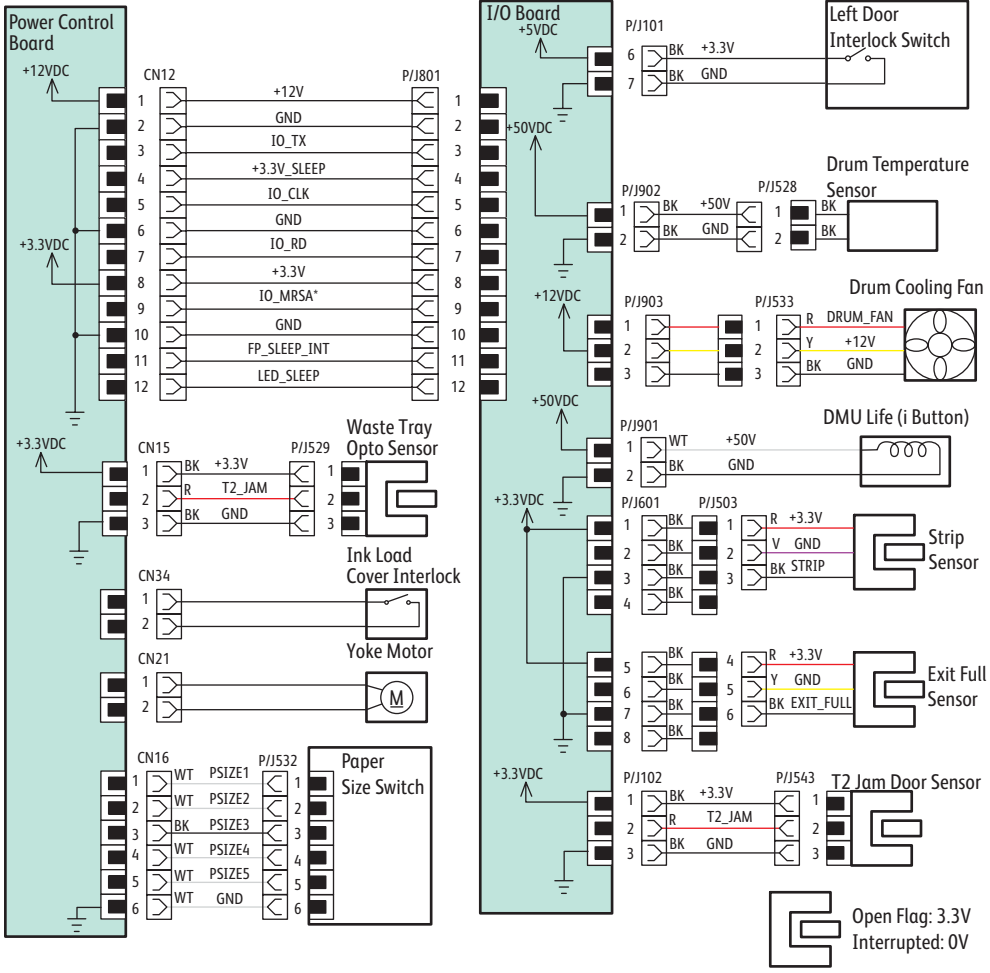 Power Control
Board
+12VDC
CN12
P/J801
1 +12V 1
2 GND 2
3 IO_TX 3
4 +3.3V_SLEEP 4
5 IO_CLK 5
6 GND 6
7 IO_RD 7
+3.3VDC
8 +3.3V 8
9 IO_MRSA* 9
10 GND 10
11 FP_SLEEP_INT 11
12 LED_SLEEP 12
+3.3VDC
Waste Tray
Opto Sensor
CN15
P/J529
1 BK +3.3V 1
2 R T2_JAM 2
3 BK GND 3
Ink Load
Cover Interlock
CN34
1
2
Yoke Motor
CN21
1
2
M
CN16
P/J532
Paper
Size Switch
1 WT PSIZE1 1
2 WT PSIZE2 2
3 BK PSIZE3 3
4 WT PSIZE4 4
5 WT PSIZE5 5
6 WT GND 6
I/O Board
+5VDC
P/J101
Left Door
Interlock Switch
6 BK +3.3V
7 BK GND
+50VDC
Drum Temperature
Sensor
P/J902
P/J528
1 BK +50V 1 BK
2 BK GND 2 BK
Drum Cooling Fan
+12VDC
P/J903
P/J533
1 1 R DRUM_FAN
2 2 Y +12V
3 3 BK GND
+50VDC
DMU Life (i Button)
P/J901
1 WT +50V
2 BK GND
+3.3VDC
P/J601
P/J503
1 BK 1 R +3.3V
2 BK 2 V GND
3 BK 3 BK STRIP
4 BK
Strip
Sensor
5 BK 4 R +3.3V
6 BK 5 Y GND
7 BK 6 BK EXIT_FULL
8 BK
Exit Full
Sensor
+3.3VDC
P/J102
P/J543
T2 Jam Door Sensor
1 BK +3.3V 1
2 R T2_JAM 2
3 BK GND 3
Open Flag: 3.3V
Interrupted: 0V